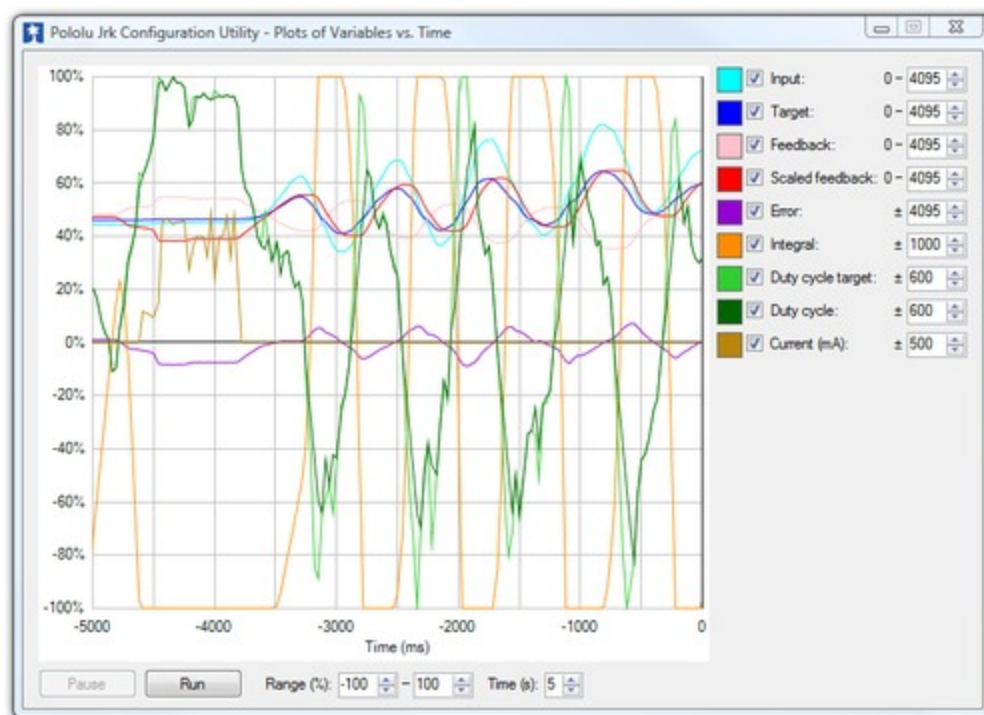 Pololu Jrk Configuration Utility - Plots of Variables vs. Time
100%
80%
60%
40%
20%
0%
-20%
-40%
-60%
-80%
-100%
-5000 -4000 -3000 -2000 -1000 0
Time (ms)
Input: 0 – 4095
Target: 0 – 4095
Feedback: 0 – 4095
Scaled feedback: 0 – 4095
Error: ± 4095
Integral: ± 1000
Duty cycle target: ± 600
Duty cycle: ± 600
Current (mA): ± 500
Pause Run Range (%): -100 – 100 Time (s): 5